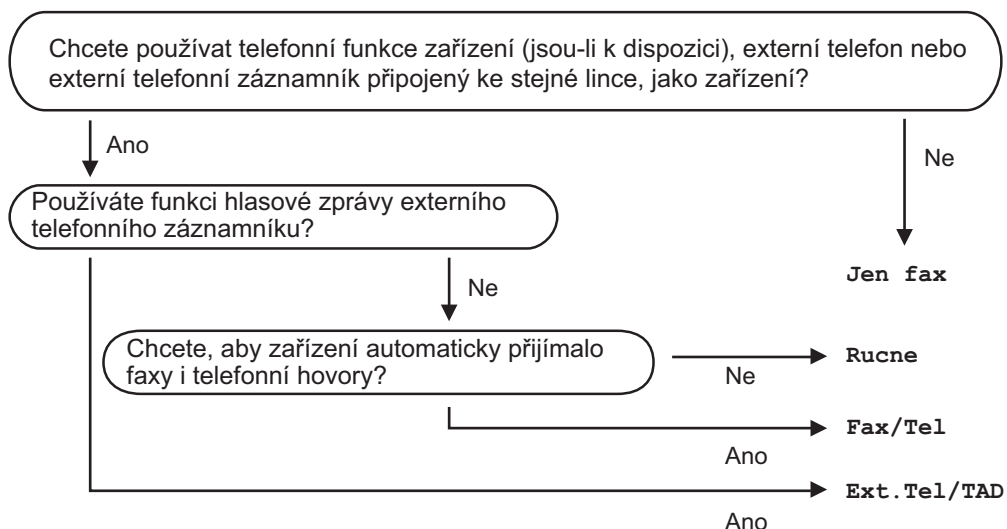 Chcete používat telefonní funkce zařízení (jsou-li k dispozici), externí telefon nebo
externí telefonní záznamník připojený ke stejné lince, jako zařízení?
Ano
Ne
Používáte funkci hlasové zprávy externího
telefonního záznamníku?
Jen fax
Ne
Chcete, aby zařízení automaticky přijímalo
faxy i telefonní hovory?
Rucne
Ne
Fax/Tel
Ano
Ext.Tel/TAD
Ano